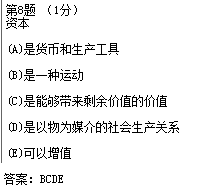 第8题 （1分）
资本
(A)是货币和生产工具
(B)是一种运动
(C)是能够带来剩余价值的价值
(D)是以物为媒介的社会生产关系
(E)可以增值
答案：BCDE